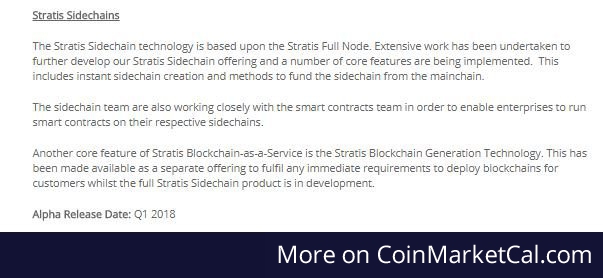 Stratis Sidechains
The Stratis Sidechain technology is based upon the Stratis Full Node. Extensive work has been undertaken to
further develop our Stratis Sidechain offering and a number of core features are being implemented. This
includes instant sidechain creation and methods to fund the sidechain from the mainchain.
The sidechain team are also working closely with the smart contracts team in order to enable enterprises to run
smart contracts on their respective sidechains.
Another core feature of Stratis Blockchain-as-a-Service is the Stratis Blockchain Generation Technology. This has
been made available as a separate offering to fulfil any immediate requirements to deploy blockchains for
customers whilst the full Stratis Sidechain product is in development.
Alpha Release Date: Q1 2018
More on CoinMarketCal.com